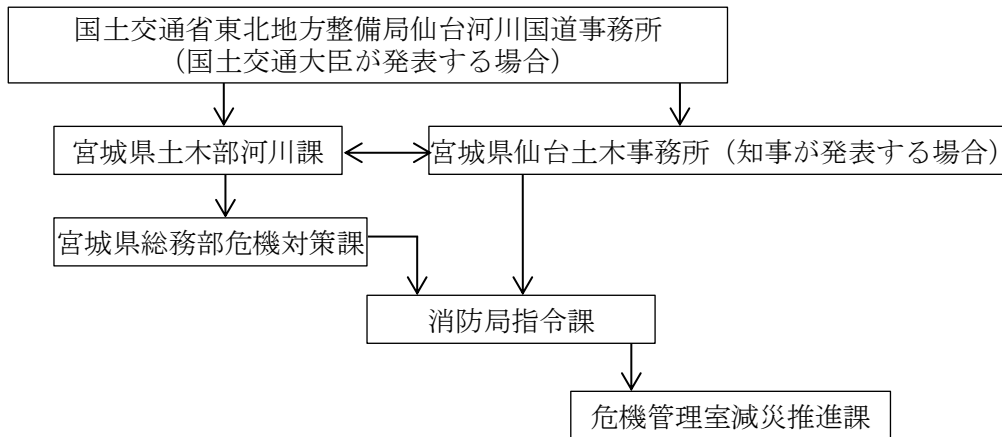 国土交通省東北地方整備局仙台河川国道事務所
（国土交通大臣が発表する場合）
宮城県土木部河川課
宮城県仙台土木事務所（知事が発表する場合）
宮城県総務部危機対策課
消防局指令課
危機管理室減災推進課